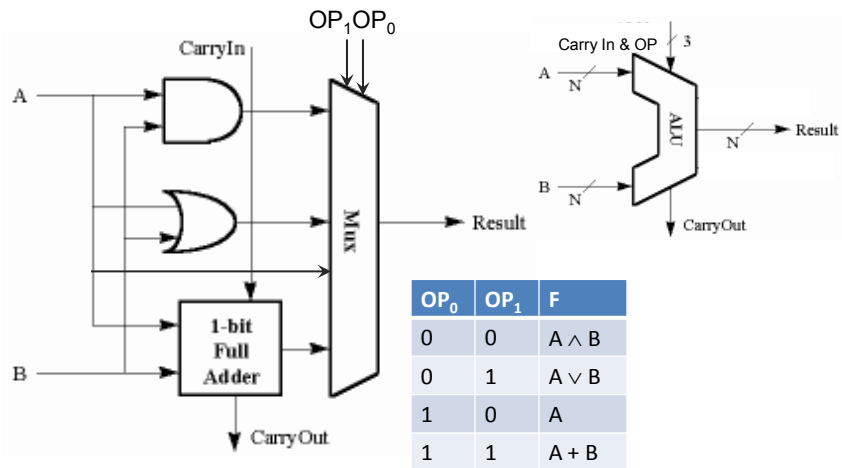 OP₁OP₀
CarryIn
A
Mux
Result
1-bit
Full
Adder
B
CarryOut
Carry In & OP
3
A
N
ALU
N
Result
B
N
CarryOut
OP₀ OP₁ F
0 0 A ∧ B
0 1 A ∨ B
1 0 A
1 1 A + B